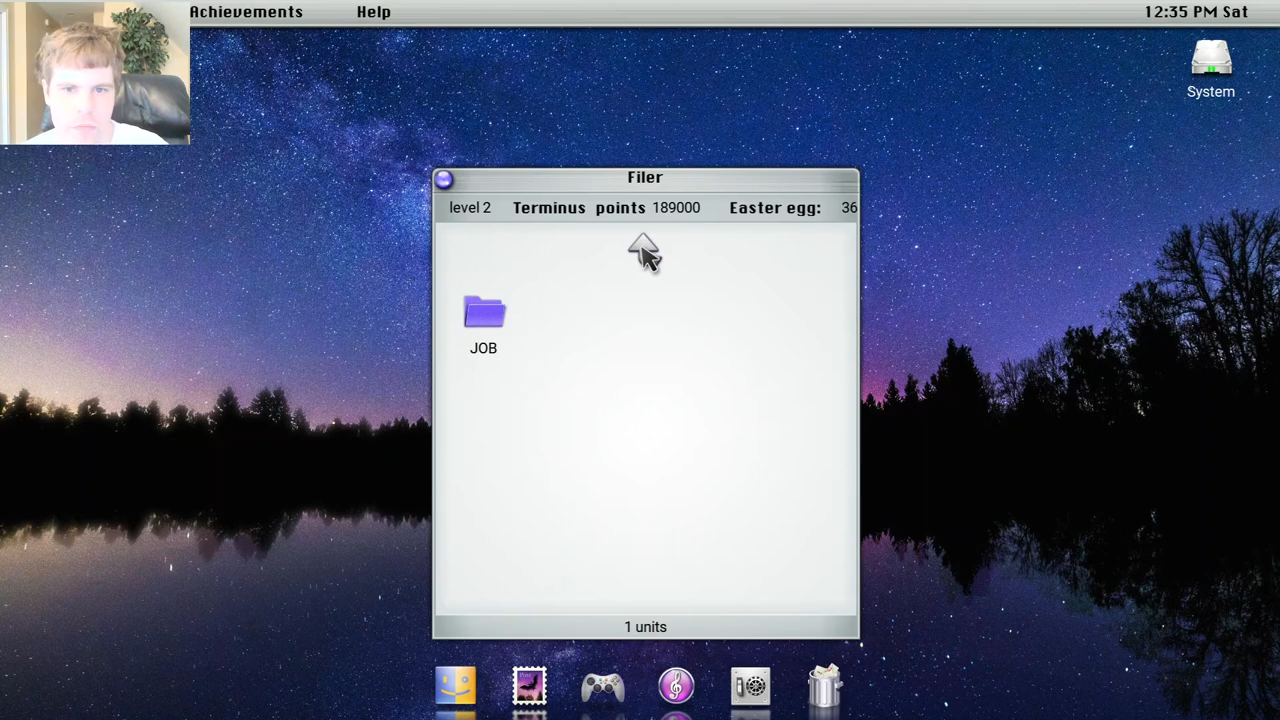 Achievements Help 12:35 PM Sat
System
Filer
level 2 Terminus points 189000 Easter egg: 36
JOB
1 units